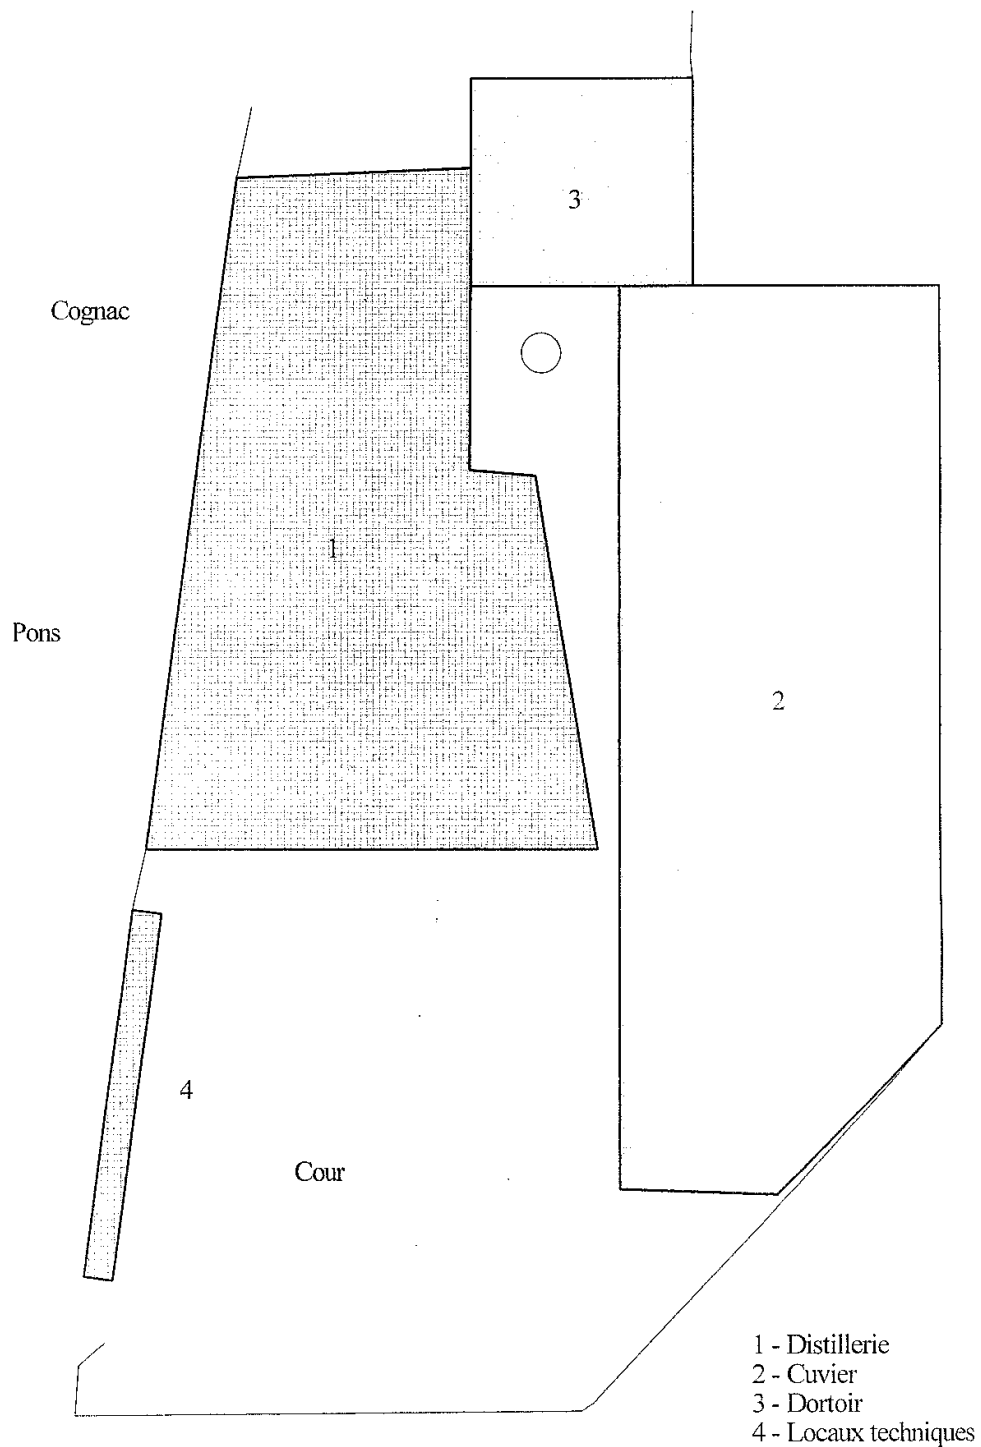 3
Cognac
1
Pons
2
4
Cour
1 - Distillerie
2 - Cuvier
3 - Dortoir
4 - Locaux techniques